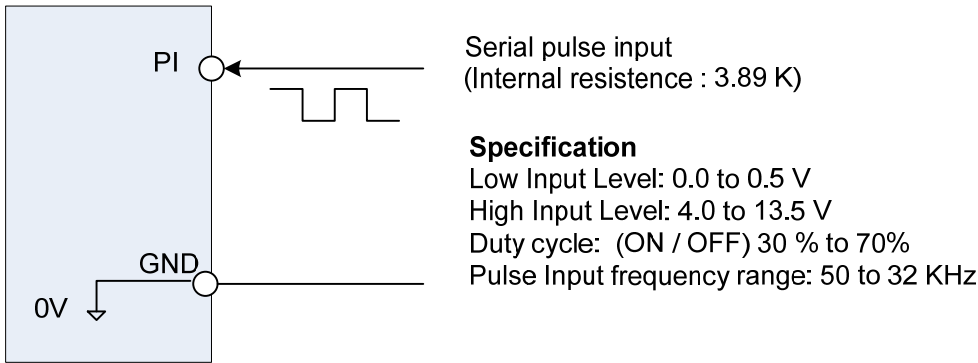 PI
Serial pulse input
(Internal resistence : 3.89 K)
Specification
Low Input Level: 0.0 to 0.5 V
High Input Level: 4.0 to 13.5 V
Duty cycle: (ON / OFF) 30 % to 70%
Pulse Input frequency range: 50 to 32 KHz
GND
0V